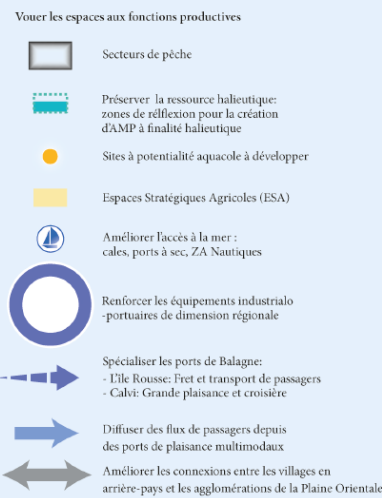 Vouer les espaces aux fonctions productives
Secteurs de pêche
Préserver la ressource halieutique:
zones de rélflexion pour la création
d'AMP à finalité halieutique
Sites à potentialité aquacole à développer
Espaces Stratégiques Agricoles (ESA)
Améliorer l'accès à la mer :
cales, ports à sec, ZA Nautiques
Renforcer les équipements industrialo
-portuaires de dimension régionale
Spécialiser les ports de Balagne:
- L'île Rousse: Fret et transport de passagers
- Calvi: Grande plaisance et croisière
Diffuser des flux de passagers depuis
des ports de plaisance multimodaux
Améliorer les connexions entre les villages en
arrière-pays et les agglomérations de la Plaine Orientale